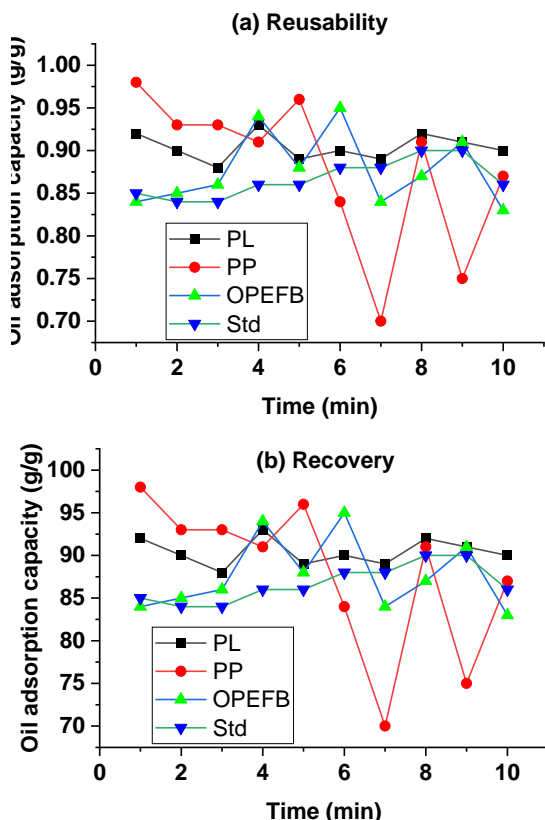 (a) Reusability
Oil adsorption capacity (g/g)
1.00
0.95
0.90
0.85
0.80
0.75
0.70
PL
PP
OPEFB
Std
0 2 4 6 8 10
Time (min)
(b) Recovery
Oil adsorption capacity (g/g)
100
95
90
85
80
75
70
PL
PP
OPEFB
Std
0 2 4 6 8 10
Time (min)